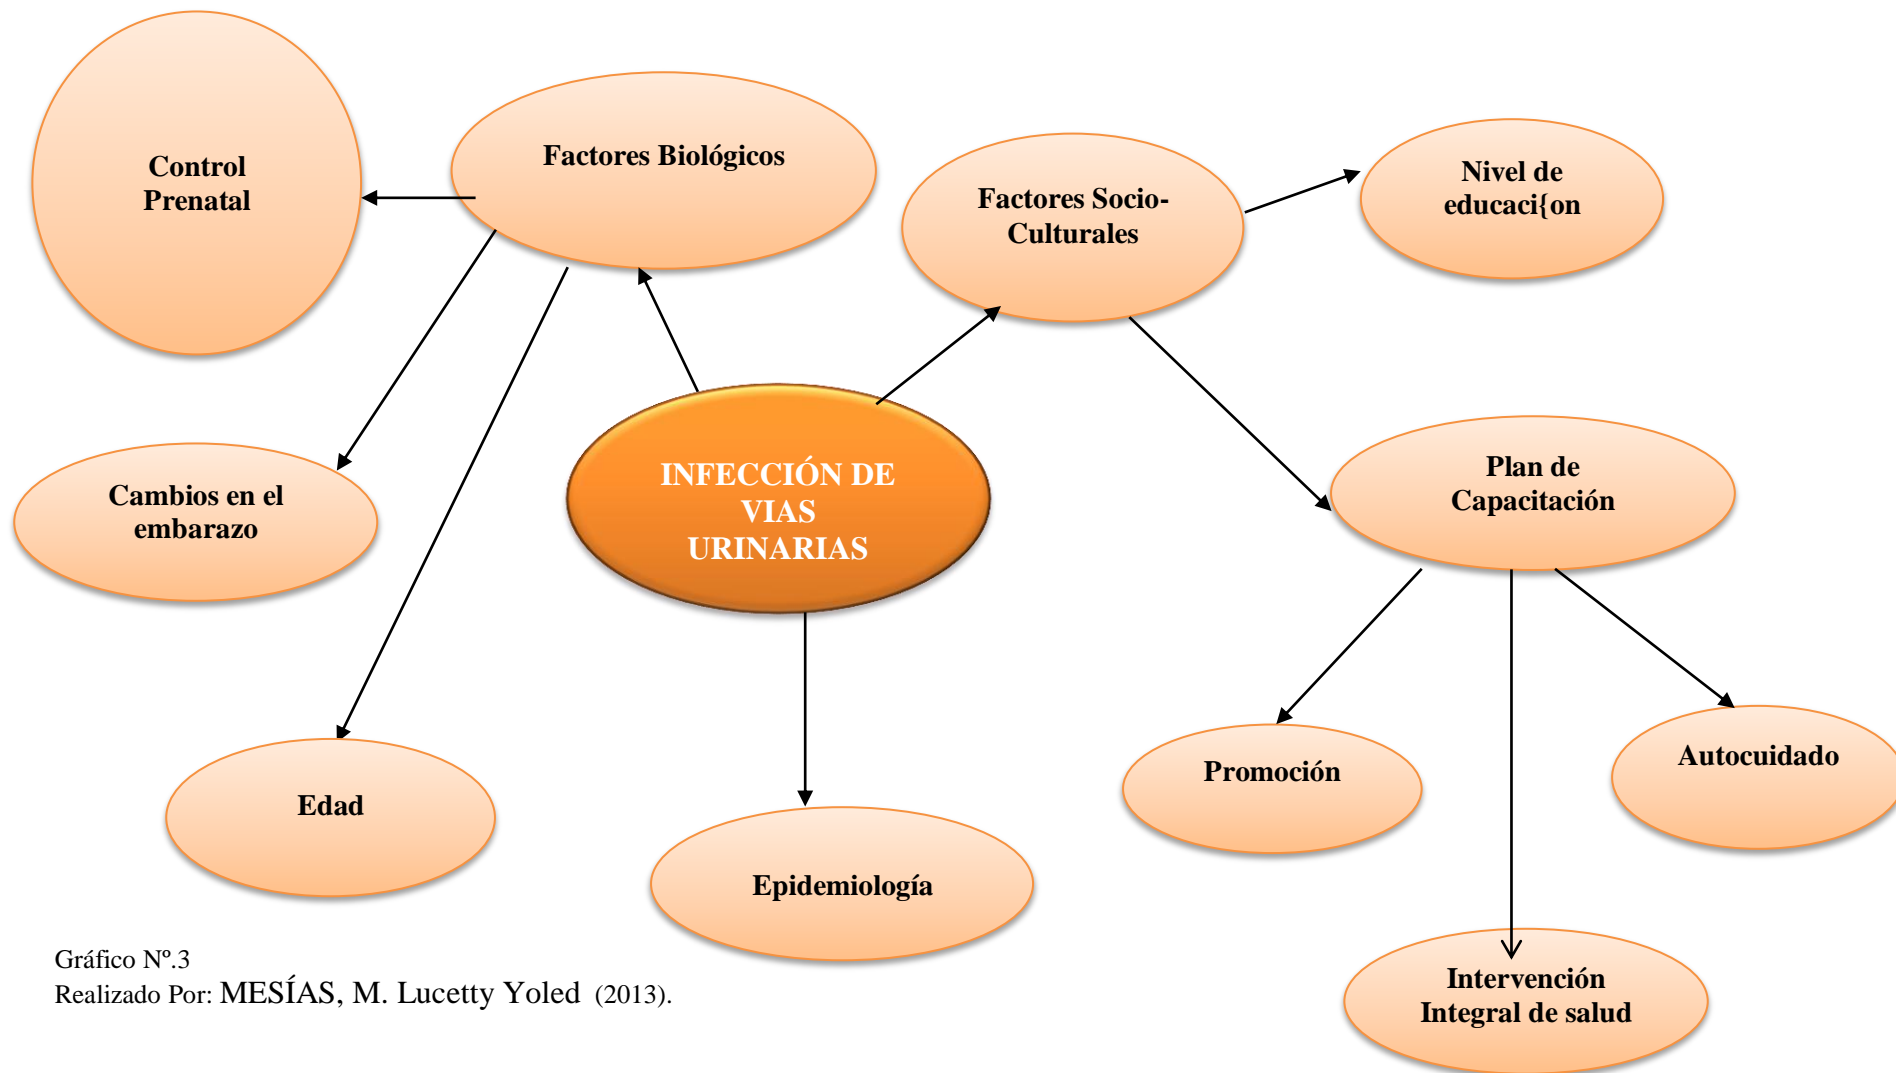 Control
Prenatal
Factores Biológicos
Factores Socio-
Culturales
Nivel de
educaci{on
Cambios en el
embarazo
INFECCIÓN DE
VIAS
URINARIAS
Plan de
Capacitación
Edad
Epidemiología
Promoción
Autocuidado
Intervención
Integral de salud
Gráfico Nº.3
Realizado Por: MESÍAS, M. Lucetty Yoled (2013).